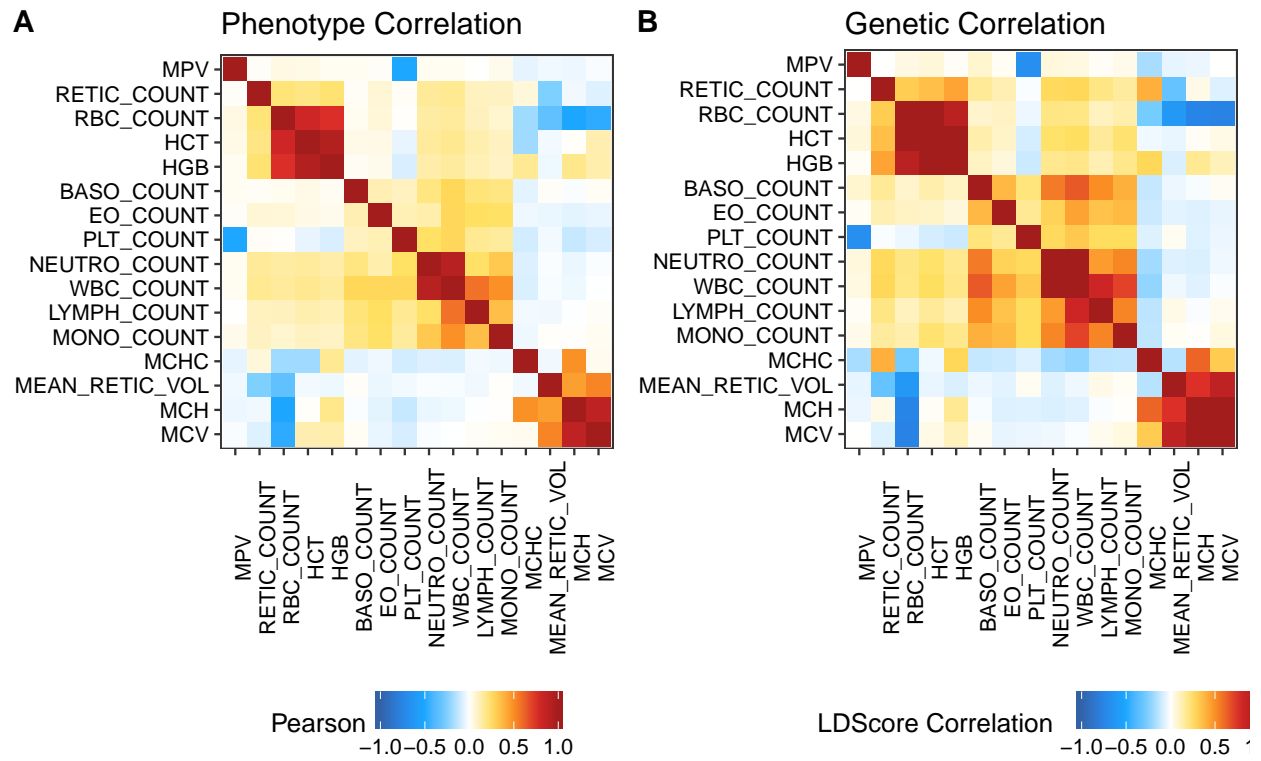 A
Phenotype Correlation
MPV
RETIC_COUNT
RBC_COUNT
HCT
HGB
BASO_COUNT
EO_COUNT
PLT_COUNT
NEUTRO_COUNT
WBC_COUNT
LYMPH_COUNT
MONO_COUNT
MCHC
MEAN_RETIC_VOL
MCH
MCV
MPV
RETIC_COUNT
RBC_COUNT
HCT
HGB
BASO_COUNT
EO_COUNT
PLT_COUNT
NEUTRO_COUNT
WBC_COUNT
LYMPH_COUNT
MONO_COUNT
MCHC
MEAN_RETIC_VOL
MCH
MCV
Pearson
−1.0 −0.5 0.0 0.5 1.0
B
Genetic Correlation
MPV
RETIC_COUNT
RBC_COUNT
HCT
HGB
BASO_COUNT
EO_COUNT
PLT_COUNT
NEUTRO_COUNT
WBC_COUNT
LYMPH_COUNT
MONO_COUNT
MCHC
MEAN_RETIC_VOL
MCH
MCV
MPV
RETIC_COUNT
RBC_COUNT
HCT
HGB
BASO_COUNT
EO_COUNT
PLT_COUNT
NEUTRO_COUNT
WBC_COUNT
LYMPH_COUNT
MONO_COUNT
MCHC
MEAN_RETIC_VOL
MCH
MCV
LDScore Correlation
−1.0 −0.5 0.0 0.5